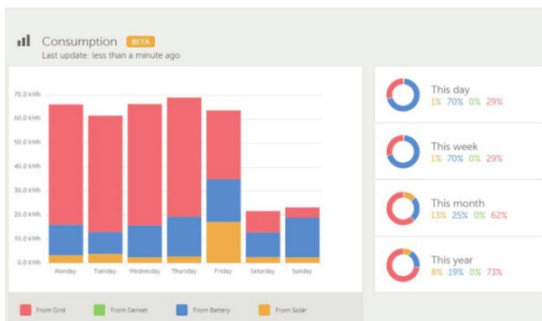 Consumption BETA
Last update: less than a minute ago
70.0 kWh
60.0 kWh
50.0 kWh
40.0 kWh
30.0 kWh
20.0 kWh
10.0 kWh
0.0 kWh
Monday Tuesday Wednesday Thursday Friday Saturday Sunday
From Grid From Genset From Battery From Solar
This day
1% 70% 0% 29%
This week
1% 70% 0% 29%
This month
13% 25% 0% 62%
This year
8% 19% 0% 73%